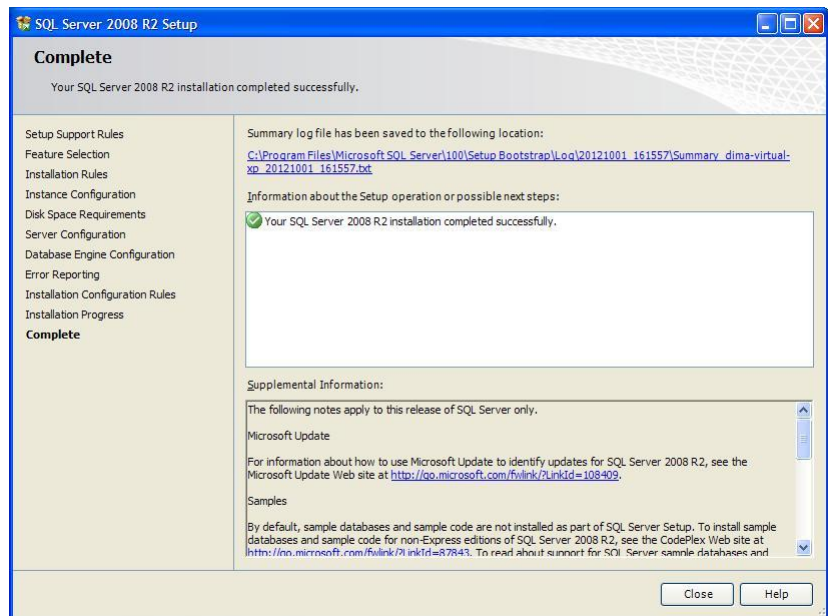 SQL Server 2008 R2 Setup
Complete
Your SQL Server 2008 R2 installation completed successfully.
Setup Support Rules
Feature Selection
Installation Rules
Instance Configuration
Disk Space Requirements
Server Configuration
Database Engine Configuration
Error Reporting
Installation Configuration Rules
Installation Progress
Complete
Summary log file has been saved to the following location:
C:\Program Files\Microsoft SQL Server\100\Setup Bootstrap\Log\20121001_161557\Summary_dima-virtual-
xp_20121001_161557.txt
Information about the Setup operation or possible next steps:
Your SQL Server 2008 R2 installation completed successfully.
Supplemental Information:
The following notes apply to this release of SQL Server only.
Microsoft Update
For information about how to use Microsoft Update to identify updates for SQL Server 2008 R2, see the
Microsoft Update Web site at http://go.microsoft.com/fwlink/?LinkId=108409.
Samples
By default, sample databases and sample code are not installed as part of SQL Server Setup. To install sample
databases and sample code for non-Express editions of SQL Server 2008 R2, see the CodePlex Web site at
http://go.microsoft.com/fwlink/?LinkId=87843. To read about support for SQL Server sample databases and
Close
Help